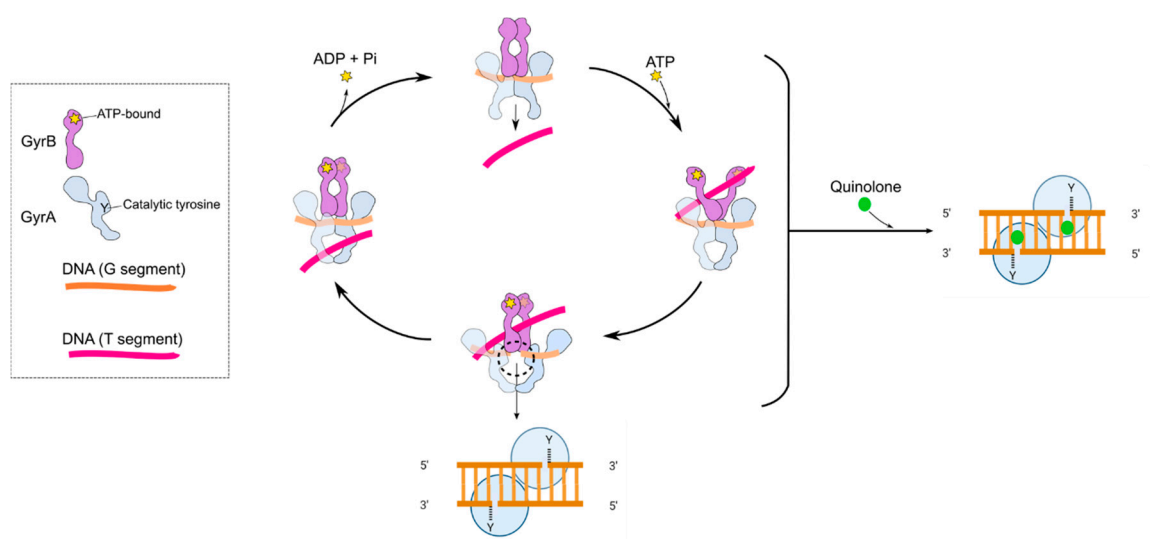 ATP-bound
GyrB
Y
Catalytic tyrosine
GyrA
DNA (G segment)
DNA (T segment)
ADP + Pi
ATP
Quinolone
Y
5' 3'
3' 5'
Y
Y
5' 3'
3' 5'
Y